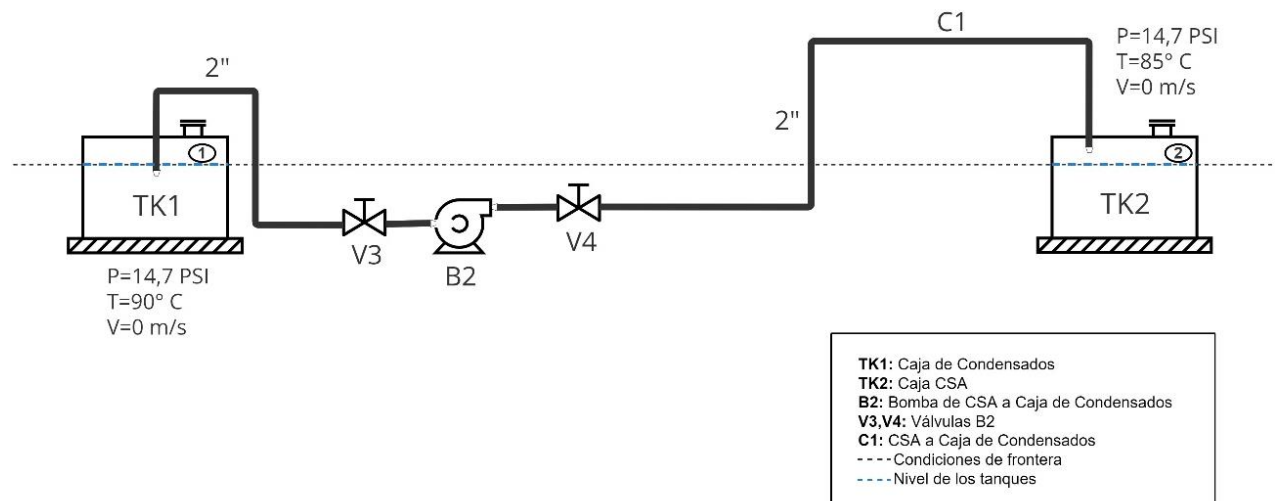 C1
P=14,7 PSI
T=85° C
V=0 m/s
2"
2"
1
2
TK1
TK2
V3
B2
V4
P=14,7 PSI
T=90° C
V=0 m/s
TK1: Caja de Condensados
TK2: Caja CSA
B2: Bomba de CSA a Caja de Condensados
V3,V4: Válvulas B2
C1: CSA a Caja de Condensados
Condiciones de frontera
Nivel de los tanques